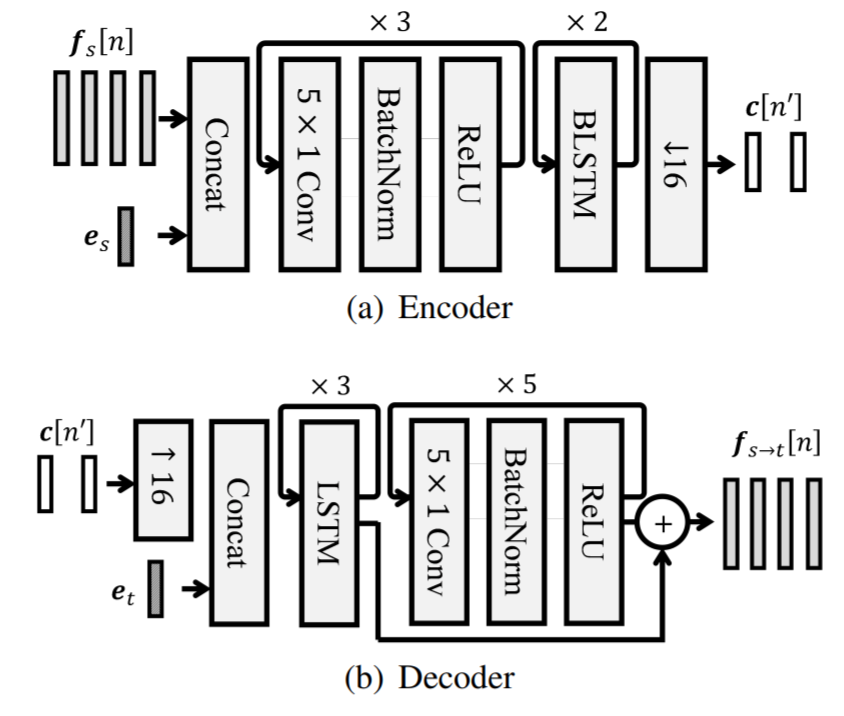 × 3
× 2
f_s[n]
e_s
Concat
5 × 1 Conv
BatchNorm
ReLU
BLSTM
↓16
c[n′]
(a) Encoder
× 3
× 5
c[n′]
↑ 16
e_t
Concat
LSTM
5 × 1 Conv
BatchNorm
ReLU
+
f_{s→t}[n]
(b) Decoder